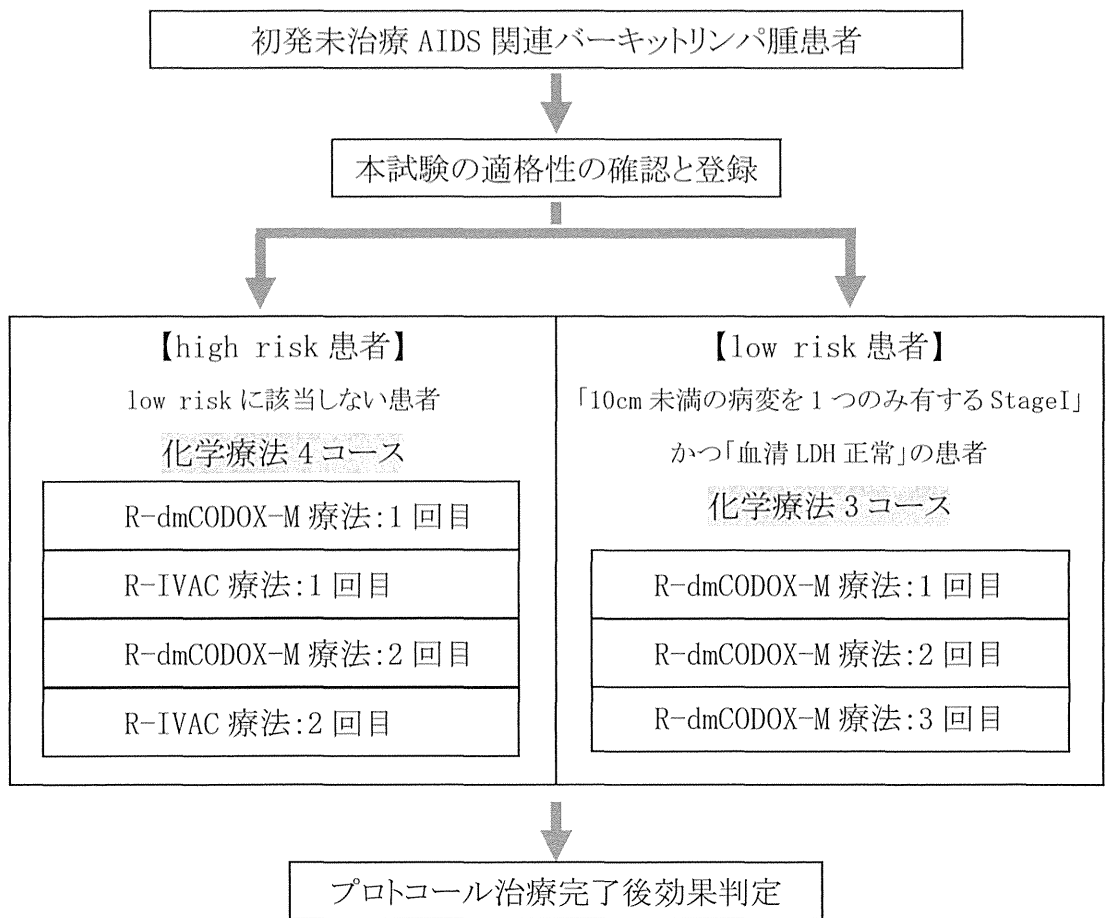 初発未治療 AIDS 関連バーキットリンパ腫患者
本試験の適格性の確認と登録
【high risk 患者】
low risk に該当しない患者
化学療法 4 コース
R-dmCODOX-M 療法:1 回目
R-IVAC 療法:1 回目
R-dmCODOX-M 療法:2 回目
R-IVAC 療法:2 回目
【low risk 患者】
「10cm 未満の病変を 1 つのみ有する StageI」
かつ「血清 LDH 正常」の患者
化学療法 3 コース
R-dmCODOX-M 療法:1 回目
R-dmCODOX-M 療法:2 回目
R-dmCODOX-M 療法:3 回目
プロトコール治療完了後効果判定